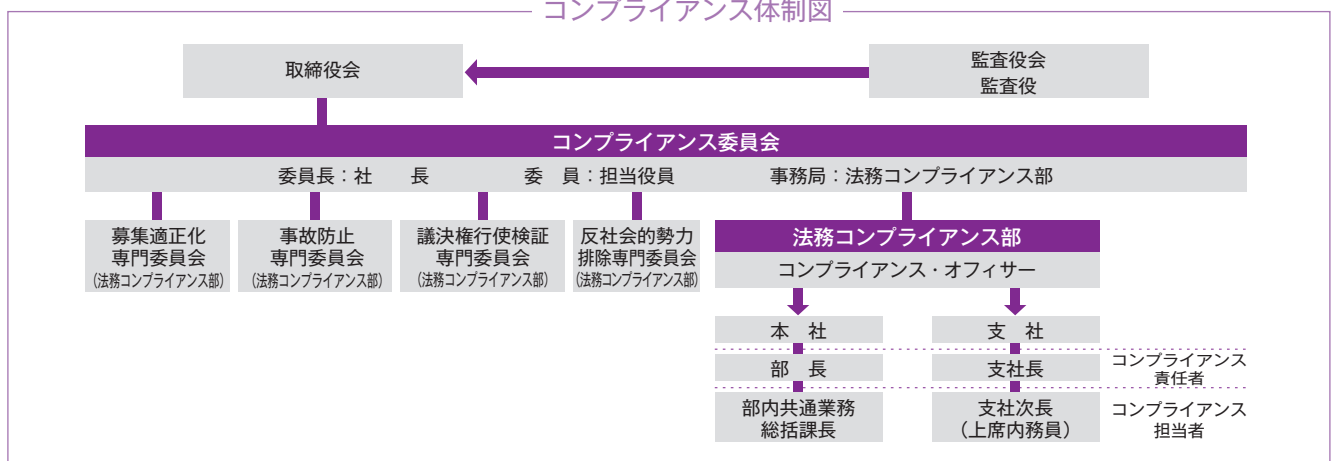 コンプライアンス体制図
取締役会
監査役会
監査役
コンプライアンス委員会
委員長：社　長　委　員：担当役員　事務局：法務コンプライアンス部
募集適正化
専門委員会
（法務コンプライアンス部）
事故防止
専門委員会
（法務コンプライアンス部）
議決権行使検証
専門委員会
（法務コンプライアンス部）
反社会的勢力
排除専門委員会
（法務コンプライアンス部）
法務コンプライアンス部
コンプライアンス・オフィサー
本　社
支　社
部　長
支社長
コンプライアンス
責任者
部内共通業務
総括課長
支社次長
（上席内務員）
コンプライアンス
担当者